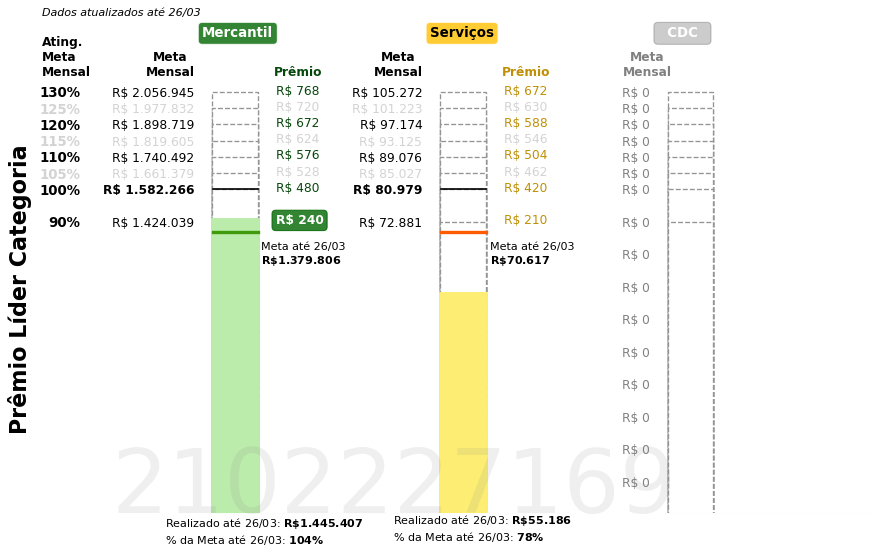 Dados atualizados até 26/03
Mercantil Serviços CDC
Ating. Meta Mensal
Meta Mensal Prêmio Meta Mensal Prêmio Meta Mensal
130% R$ 2.056.945 R$ 768 R$ 105.272 R$ 672 R$ 0
125% R$ 1.977.832 R$ 720 R$ 101.223 R$ 630 R$ 0
120% R$ 1.898.719 R$ 672 R$ 97.174 R$ 588 R$ 0
115% R$ 1.819.605 R$ 624 R$ 93.125 R$ 546 R$ 0
110% R$ 1.740.492 R$ 576 R$ 89.076 R$ 504 R$ 0
105% R$ 1.661.379 R$ 528 R$ 85.027 R$ 462 R$ 0
100% R$ 1.582.266 R$ 480 R$ 80.979 R$ 420 R$ 0
90% R$ 1.424.039 R$ 240 R$ 72.881 R$ 210 R$ 0
Meta até 26/03 Meta até 26/03
R$1.379.806 R$70.617
R$ 0
R$ 0
R$ 0
R$ 0
R$ 0
R$ 0
R$ 0
R$ 0
Prêmio Líder Categoria
2102227169
Realizado até 26/03: R$1.445.407 Realizado até 26/03: R$55.186
% da Meta até 26/03: 104% % da Meta até 26/03: 78%